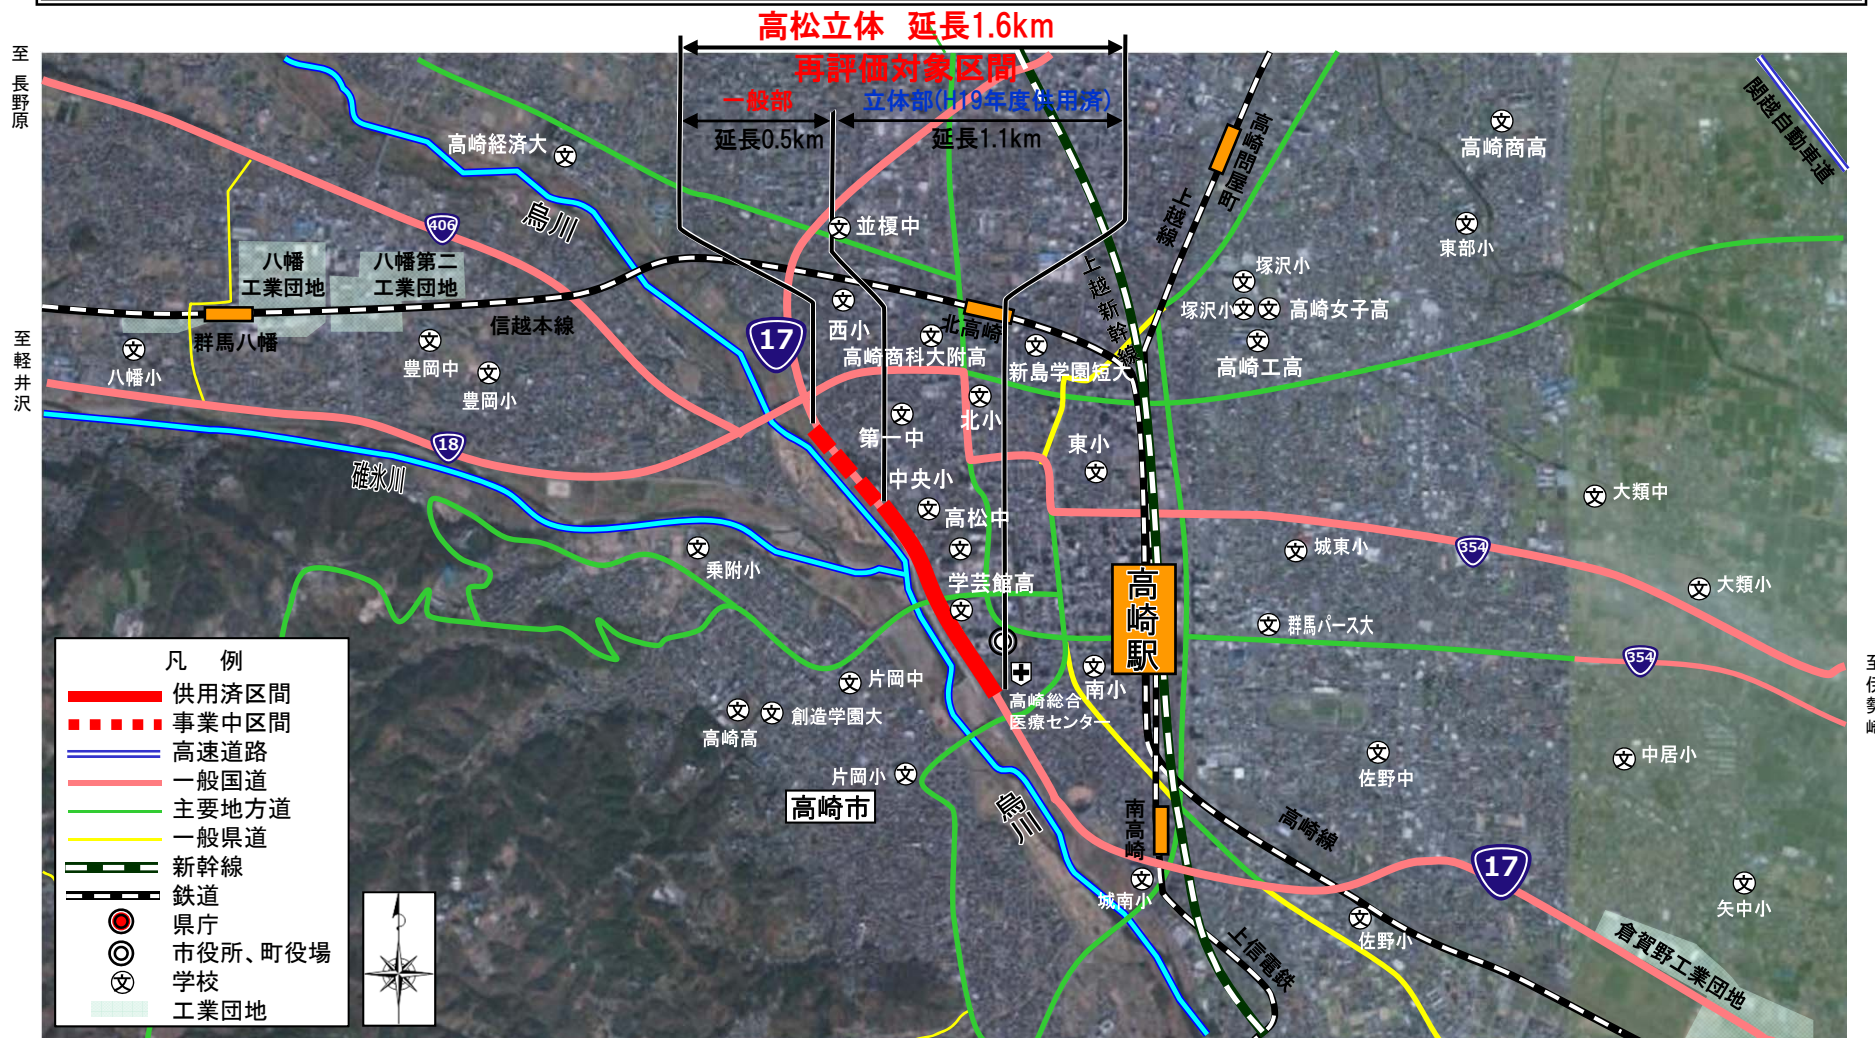 高松立体 延長1.6km
再評価対象区間
一般部
立体部(H19年度供用済)
延長0.5km
延長1.1km
至
長野原
至
軽井沢
至
伊勢崎
関越自動車道
高崎経済大
高崎問屋町
上越線
高崎商高
烏川
406
並榎中
東部小
八幡
工業団地
八幡第二
工業団地
上越新幹線
塚沢小
塚沢小
高崎女子高
信越本線
群馬八幡
八幡小
豊岡中
豊岡小
17
西小
北高崎
高崎商科大附高
新島学園短大
高崎工高
北小
第一中
東小
18
碓氷川
中央小
高松中
大類中
乗附小
城東小
354
学芸館高
高崎駅
大類小
群馬パース大
354
片岡中
南小
高崎総合
医療センター
高崎高
創造学園大
佐野中
中居小
片岡小
高崎市
烏川
南高崎
高崎線
17
城南小
矢中小
佐野小
上信電鉄
倉賀野工業団地
凡 例
供用済区間
事業中区間
高速道路
一般国道
主要地方道
一般県道
新幹線
鉄道
県庁
市役所、町役場
学校
工業団地